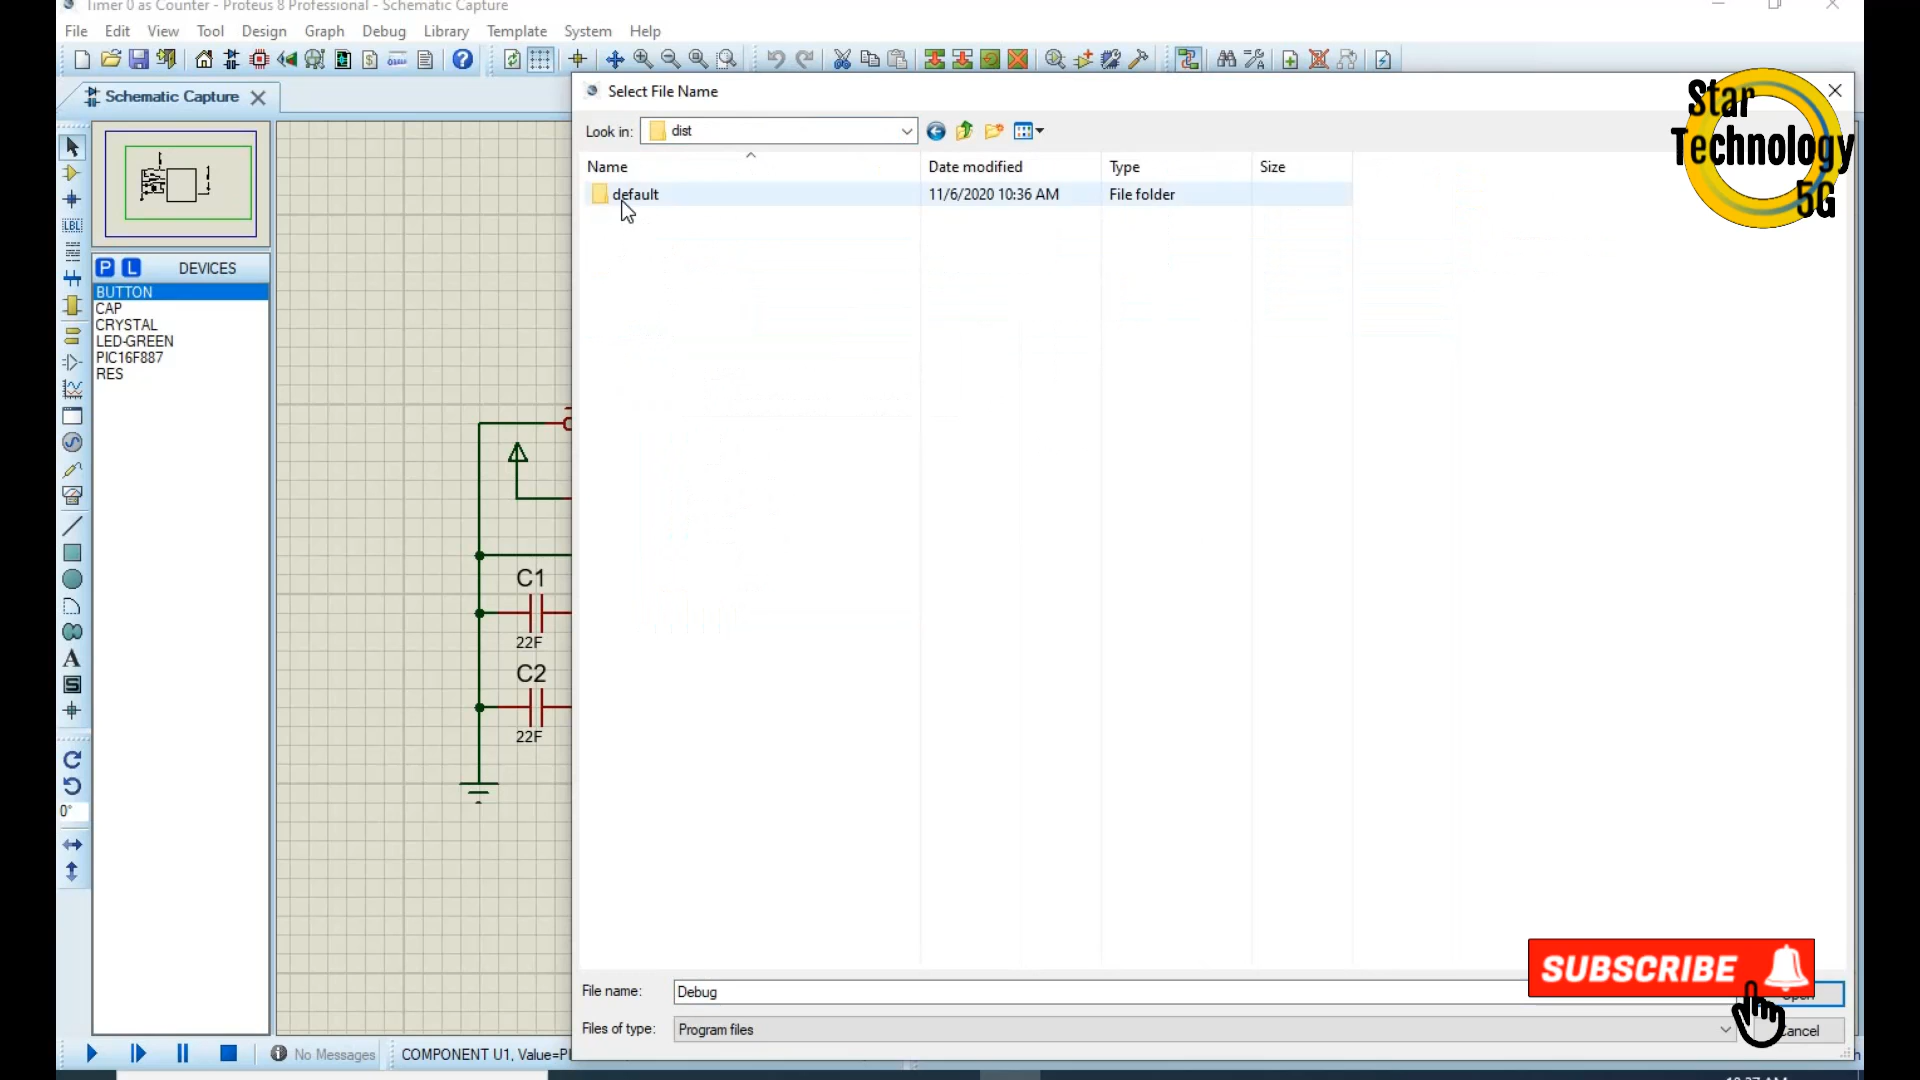 Timer 0 as Counter - Proteus 8 Professional - Schematic Capture
File Edit View Tool Design Graph Debug Library Template System Help
Schematic Capture
Select File Name
Look in: dist
Name Date modified Type Size
default 11/6/2020 10:36 AM File folder
Star
Technology
5G
LBL
P L DEVICES
BUTTON
CAP
CRYSTAL
LED-GREEN
PIC16F887
RES
C1
22F
C2
22F
A
S
0°
File name: Debug
Files of type: Program files
SUBSCRIBE
Open
Cancel
No Messages
COMPONENT U1, Value=PI